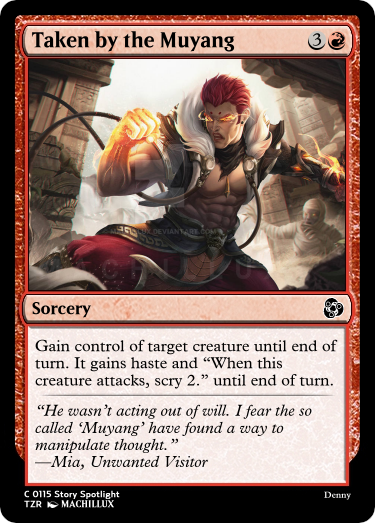 Taken by the Muyang 3
Sorcery
Gain control of target creature until end of
turn. It gains haste and “When this
creature attacks, scry 2.” until end of turn.
“He wasn’t acting out of will. I fear the so
called ‘Muyang’ have found a way to
manipulate thought.”
—Mia, Unwanted Visitor
C 0115 Story Spotlight
TZR MACHILLUX
Denny